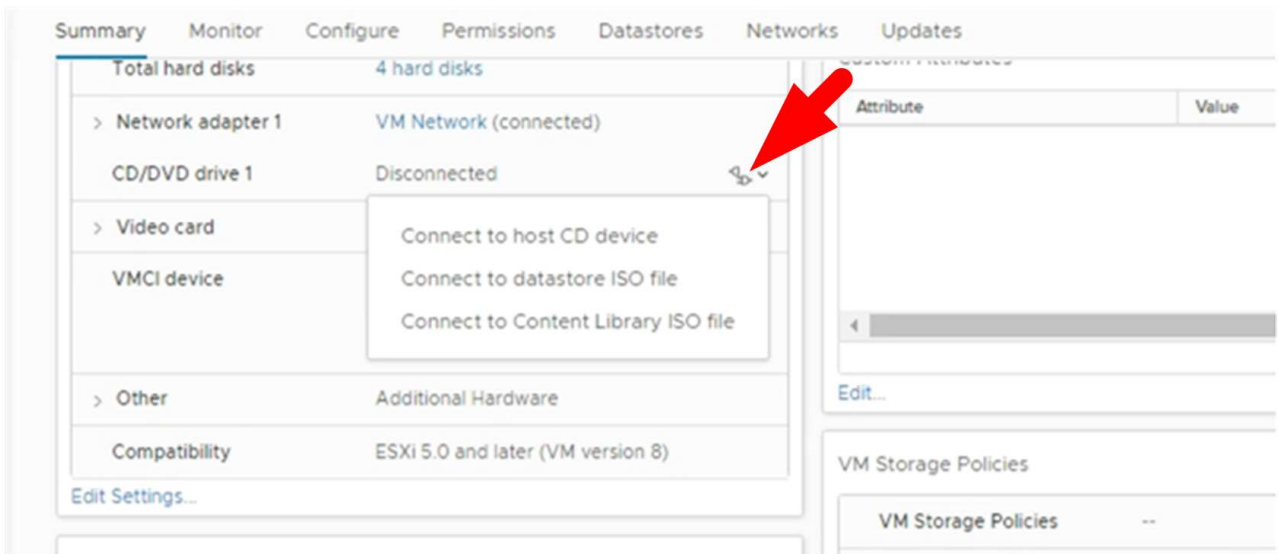 Summary Monitor Configure Permissions Datastores Networks Updates
Total hard disks 4 hard disks
> Network adapter 1 VM Network (connected)
CD/DVD drive 1 Disconnected
> Video card
Connect to host CD device
VMCI device
Connect to datastore ISO file
Connect to Content Library ISO file
> Other Additional Hardware
Compatibility ESXi 5.0 and later (VM version 8)
Edit Settings...
Custom Attributes
Attribute Value
Edit...
VM Storage Policies
VM Storage Policies --